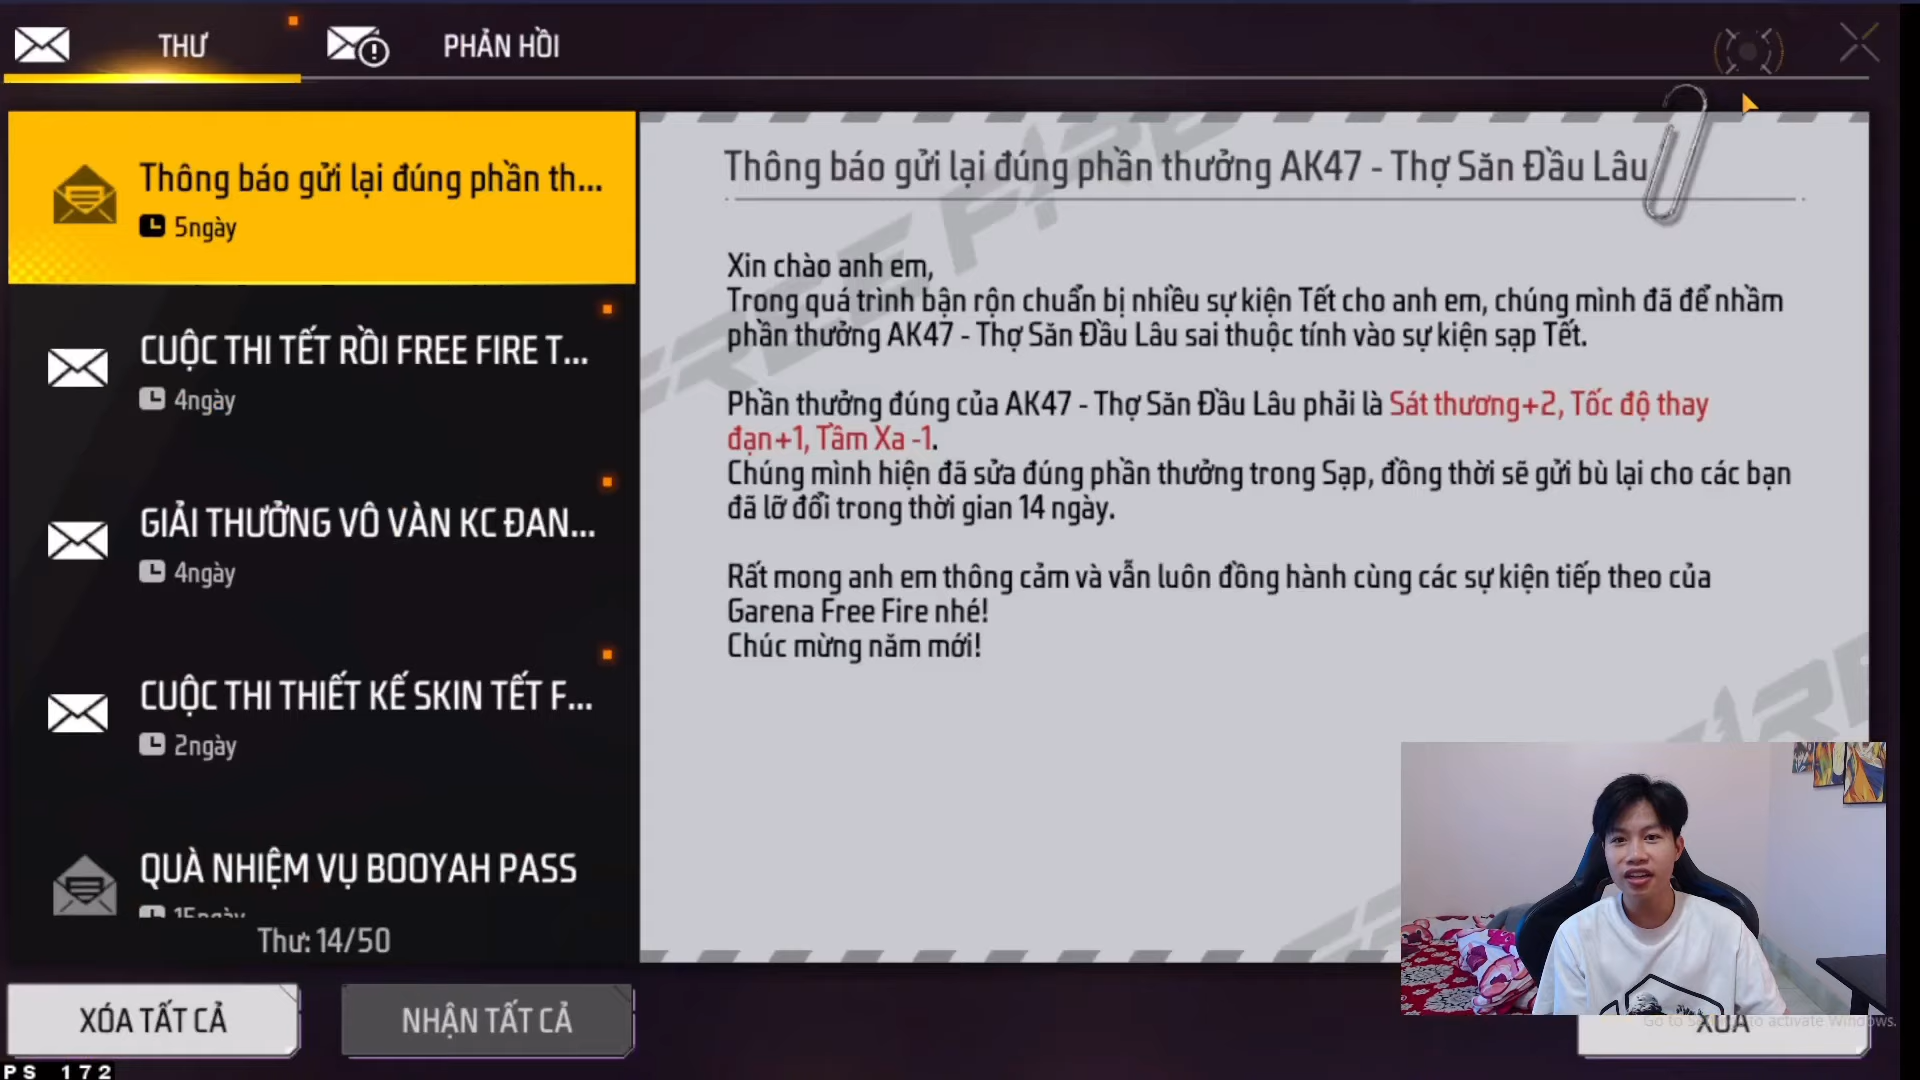 THƯ
PHẢN HỒI
Thông báo gửi lại đúng phần th...
5ngày
CUỘC THI TẾT RỒI FREE FIRE T...
4ngày
GIẢI THƯỞNG VÔ VÀN KC ĐAN...
4ngày
CUỘC THI THIẾT KẾ SKIN TẾT F...
2ngày
QUÀ NHIỆM VỤ BOOYAH PASS
15ngày
Thư: 14/50
XÓA TẤT CẢ
NHẬN TẤT CẢ
Thông báo gửi lại đúng phần thưởng AK47 - Thợ Săn Đầu Lâu
Xin chào anh em,
Trong quá trình bận rộn chuẩn bị nhiều sự kiện Tết cho anh em, chúng mình đã để nhầm
phần thưởng AK47 - Thợ Săn Đầu Lâu sai thuộc tính vào sự kiện sạp Tết.
Phần thưởng đúng của AK47 - Thợ Săn Đầu Lâu phải là Sát thương+2, Tốc độ thay
đạn+1, Tầm Xa -1.
Chúng mình hiện đã sửa đúng phần thưởng trong Sạp, đồng thời sẽ gửi bù lại cho các bạn
đã lỡ đổi trong thời gian 14 ngày.
Rất mong anh em thông cảm và vẫn luôn đồng hành cùng các sự kiện tiếp theo của
Garena Free Fire nhé!
Chúc mừng năm mới!
FREE FIRE
XÓA
Go to to activate Windows.
PS 172